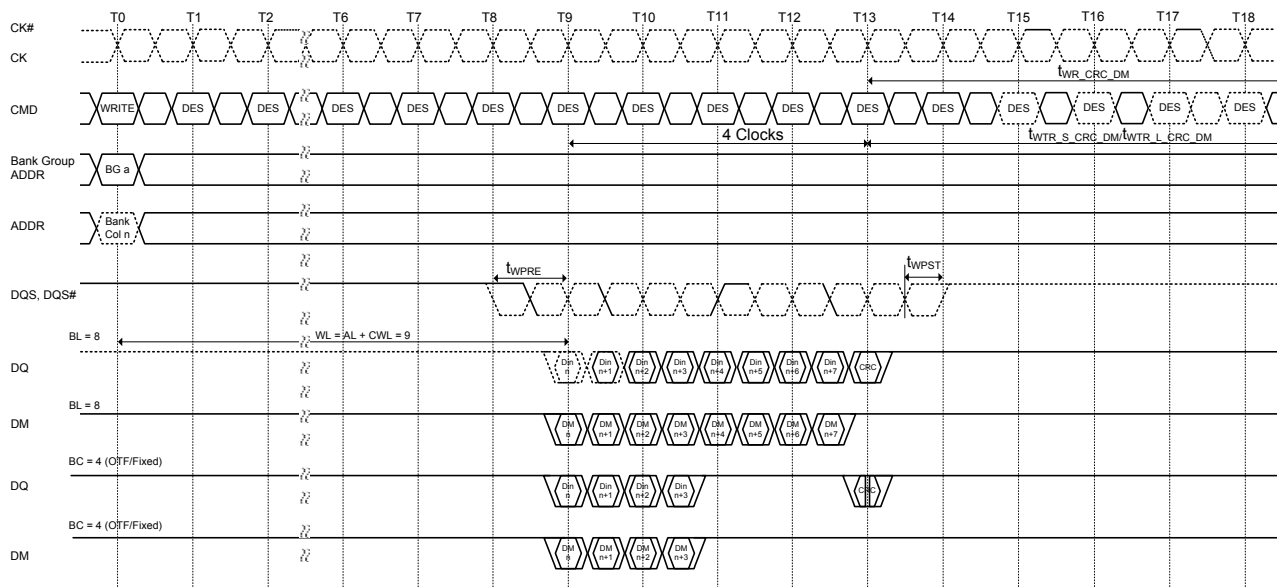 T0 T1 T2 T6 T7 T8 T9 T10 T11 T12 T13 T14 T15 T16 T17 T18
CK#
CK
tWR_CRC_DM
CMD WRITE DES DES DES DES DES DES DES DES DES DES DES DES DES DES DES
4 Clocks tWTR_S_CRC_DM/tWTR_L_CRC_DM
Bank Group
ADDR BG a
ADDR Bank
Col n
tWPRE tWPST
DQS, DQS#
BL = 8 WL = AL + CWL = 9
DQ Din n Din n+1 Din n+2 Din n+3 Din n+4 Din n+5 Din n+6 Din n+7 CRC
BL = 8
DM DM n DM n+1 DM n+2 DM n+3 DM n+4 DM n+5 DM n+6 DM n+7
BC = 4 (OTF/Fixed)
DQ Din n Din n+1 Din n+2 Din n+3 CRC
BC = 4 (OTF/Fixed)
DM DM n DM n+1 DM n+2 DM n+3